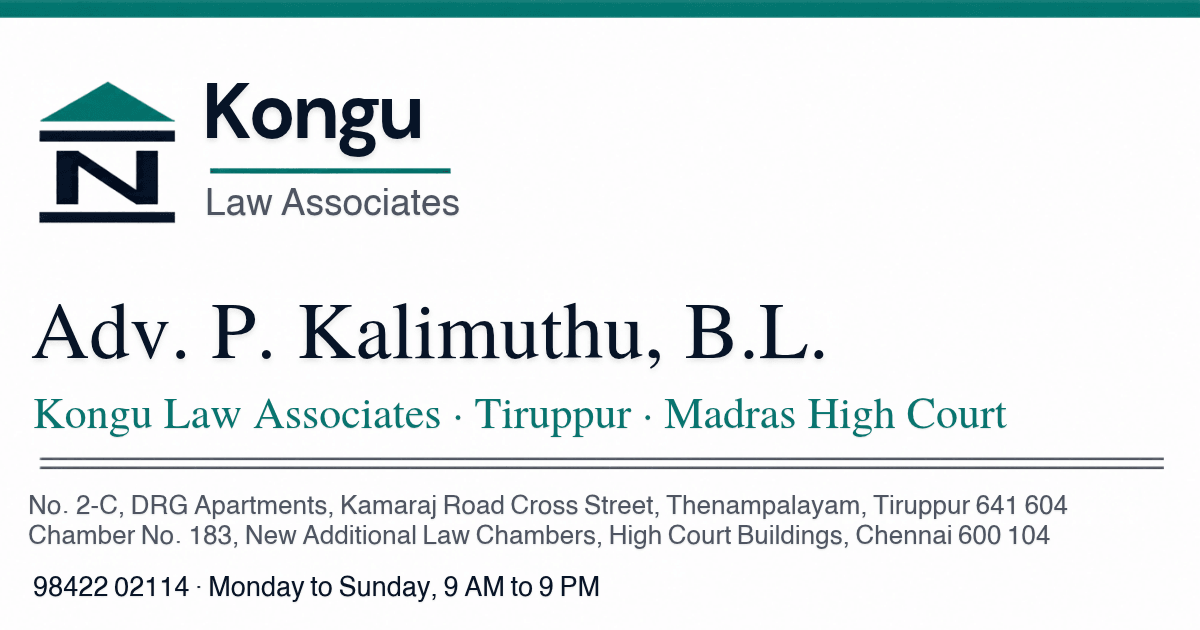 N
Kongu
Law Associates
Adv. P. Kalimuthu, B.L.
Kongu Law Associates · Tiruppur · Madras High Court
No. 2-C, DRG Apartments, Kamaraj Road Cross Street, Thenampalayam, Tiruppur 641 604
Chamber No. 183, New Additional Law Chambers, High Court Buildings, Chennai 600 104
98422 02114 · Monday to Sunday, 9 AM to 9 PM